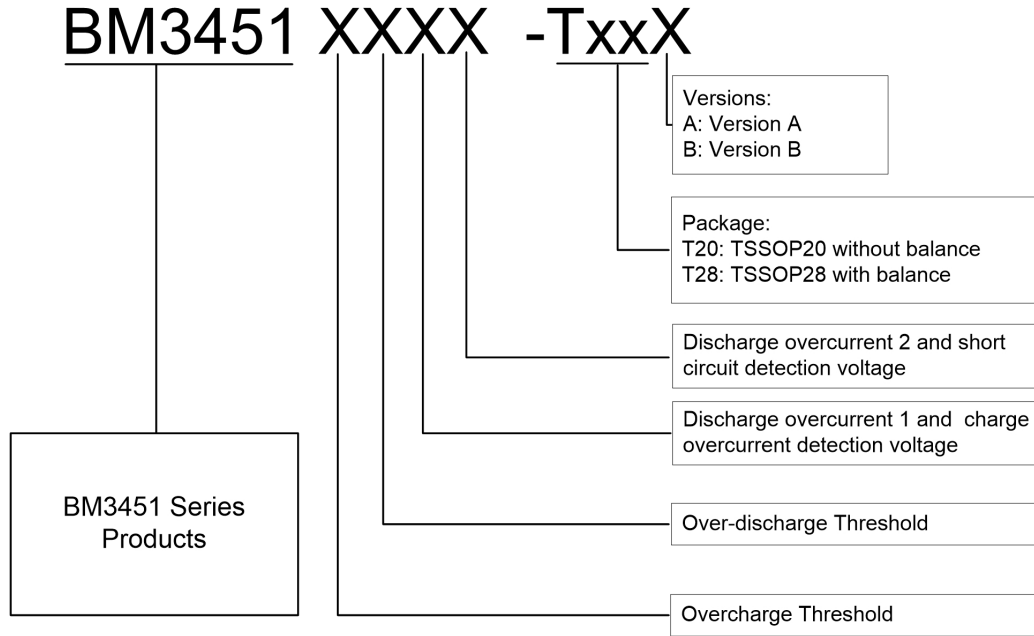 BM3451 XXXX -TxxX
Versions:
A: Version A
B: Version B
Package:
T20: TSSOP20 without balance
T28: TSSOP28 with balance
Discharge overcurrent 2 and short
circuit detection voltage
Discharge overcurrent 1 and charge
overcurrent detection voltage
BM3451 Series
Products
Over-discharge Threshold
Overcharge Threshold